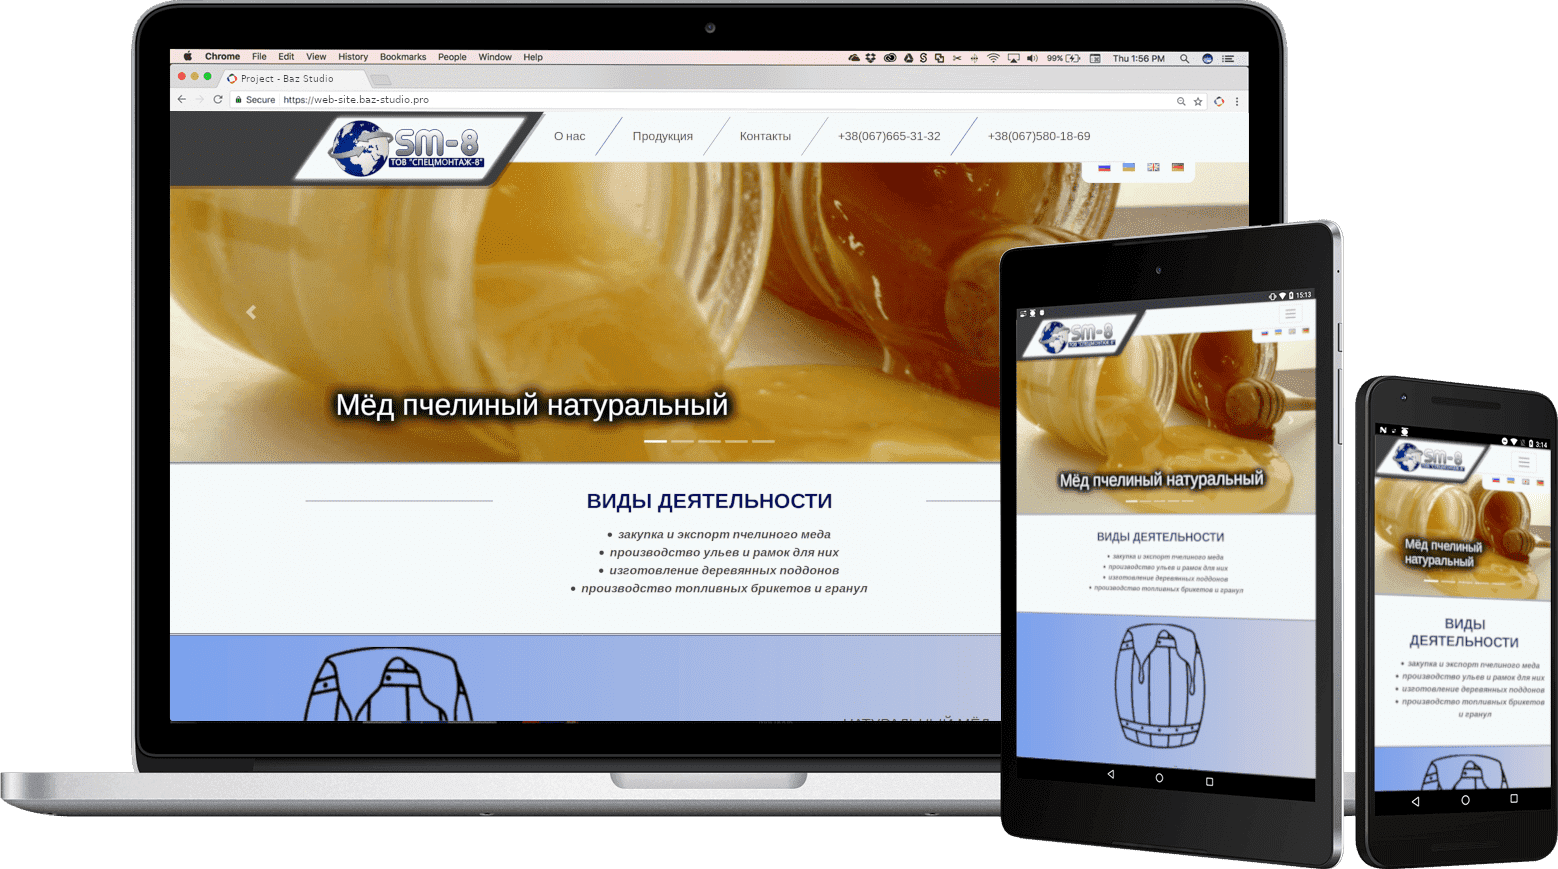 Chrome File Edit View History Bookmarks People Window Help 99% Thu 1:56 PM
Project - Baz Studio
Secure https://web-site.baz-studio.pro
SM-8
ТОВ "СПЕЦМОНТАЖ-8"
О нас Продукция Контакты +38(067)665-31-32 +38(067)580-18-69
Мёд пчелиный натуральный
ВИДЫ ДЕЯТЕЛЬНОСТИ
• закупка и экспорт пчелиного меда
• производство ульев и рамок для них
• изготовление деревянных поддонов
• производство топливных брикетов и гранул
НАТУРАЛЬНЫЙ МЁД
15:13
SM-8
ТОВ "СПЕЦМОНТАЖ-8"
Мёд пчелиный натуральный
ВИДЫ ДЕЯТЕЛЬНОСТИ
• закупка и экспорт пчелиного меда
• производство ульев и рамок для них
• изготовление деревянных поддонов
• производство топливных брикетов и гранул
3:14
SM-8
ТОВ "СПЕЦМОНТАЖ-8"
Мёд пчелиный
натуральный
ВИДЫ
ДЕЯТЕЛЬНОСТИ
• закупка и экспорт пчелиного меда
• производство ульев и рамок для них
• изготовление деревянных поддонов
• производство топливных брикетов
и гранул